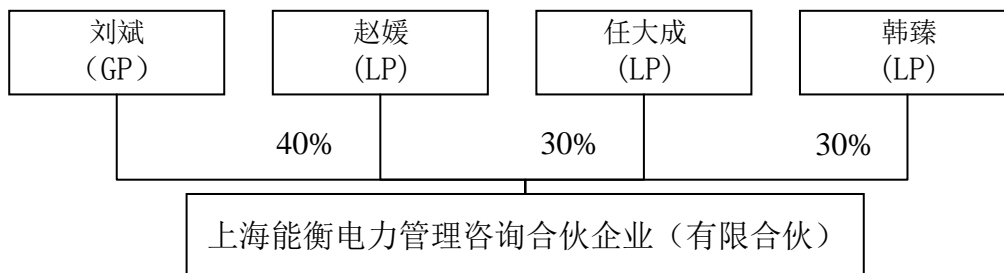 刘斌
（GP）
赵媛
(LP)
任大成
(LP)
韩臻
(LP)
40%
30%
30%
上海能衡电力管理咨询合伙企业（有限合伙）